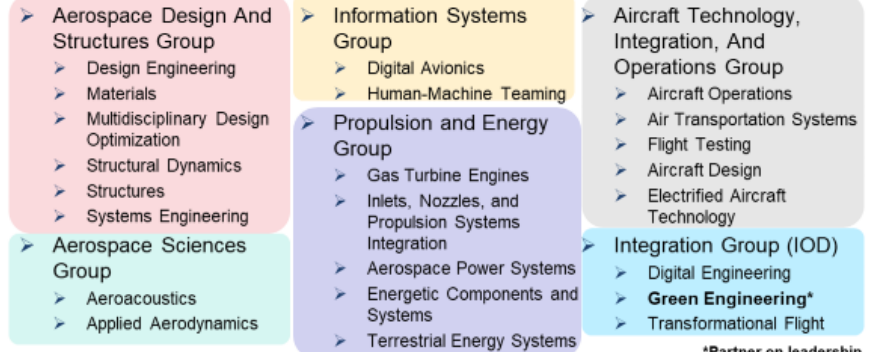 Aerospace Design And
Structures Group
Design Engineering
Materials
Multidisciplinary Design
Optimization
Structural Dynamics
Structures
Systems Engineering
Aerospace Sciences
Group
Aeroacoustics
Applied Aerodynamics
Information Systems
Group
Digital Avionics
Human-Machine Teaming
Propulsion and Energy
Group
Gas Turbine Engines
Inlets, Nozzles, and
Propulsion Systems
Integration
Aerospace Power Systems
Energetic Components and
Systems
Terrestrial Energy Systems
Aircraft Technology,
Integration, And
Operations Group
Aircraft Operations
Air Transportation Systems
Flight Testing
Aircraft Design
Electrified Aircraft
Technology
Integration Group (IOD)
Digital Engineering
Green Engineering*
Transformational Flight
*Partner on leadership